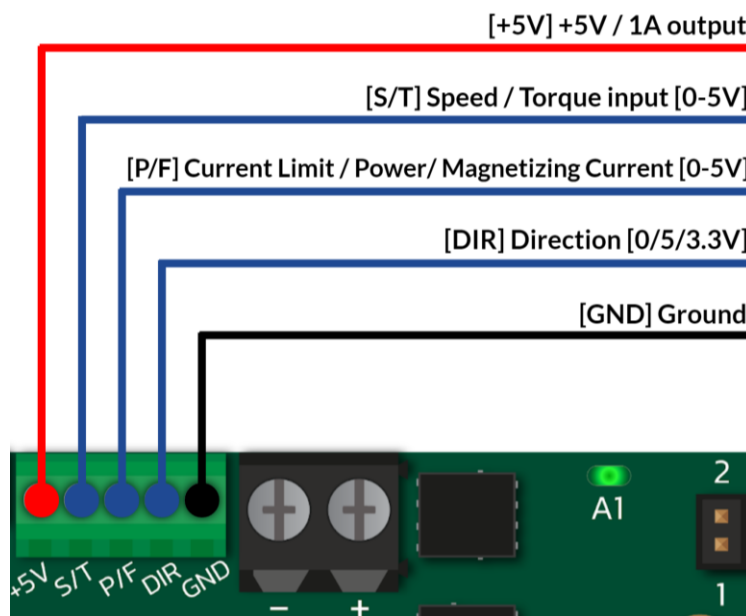 [+5V] +5V / 1A output
[S/T] Speed / Torque input [0-5V]
[P/F] Current Limit / Power/ Magnetizing Current [0-5V]
[DIR] Direction [0/5/3.3V]
[GND] Ground
2
A1
+5V S/T P/F DIR GND
1
- +